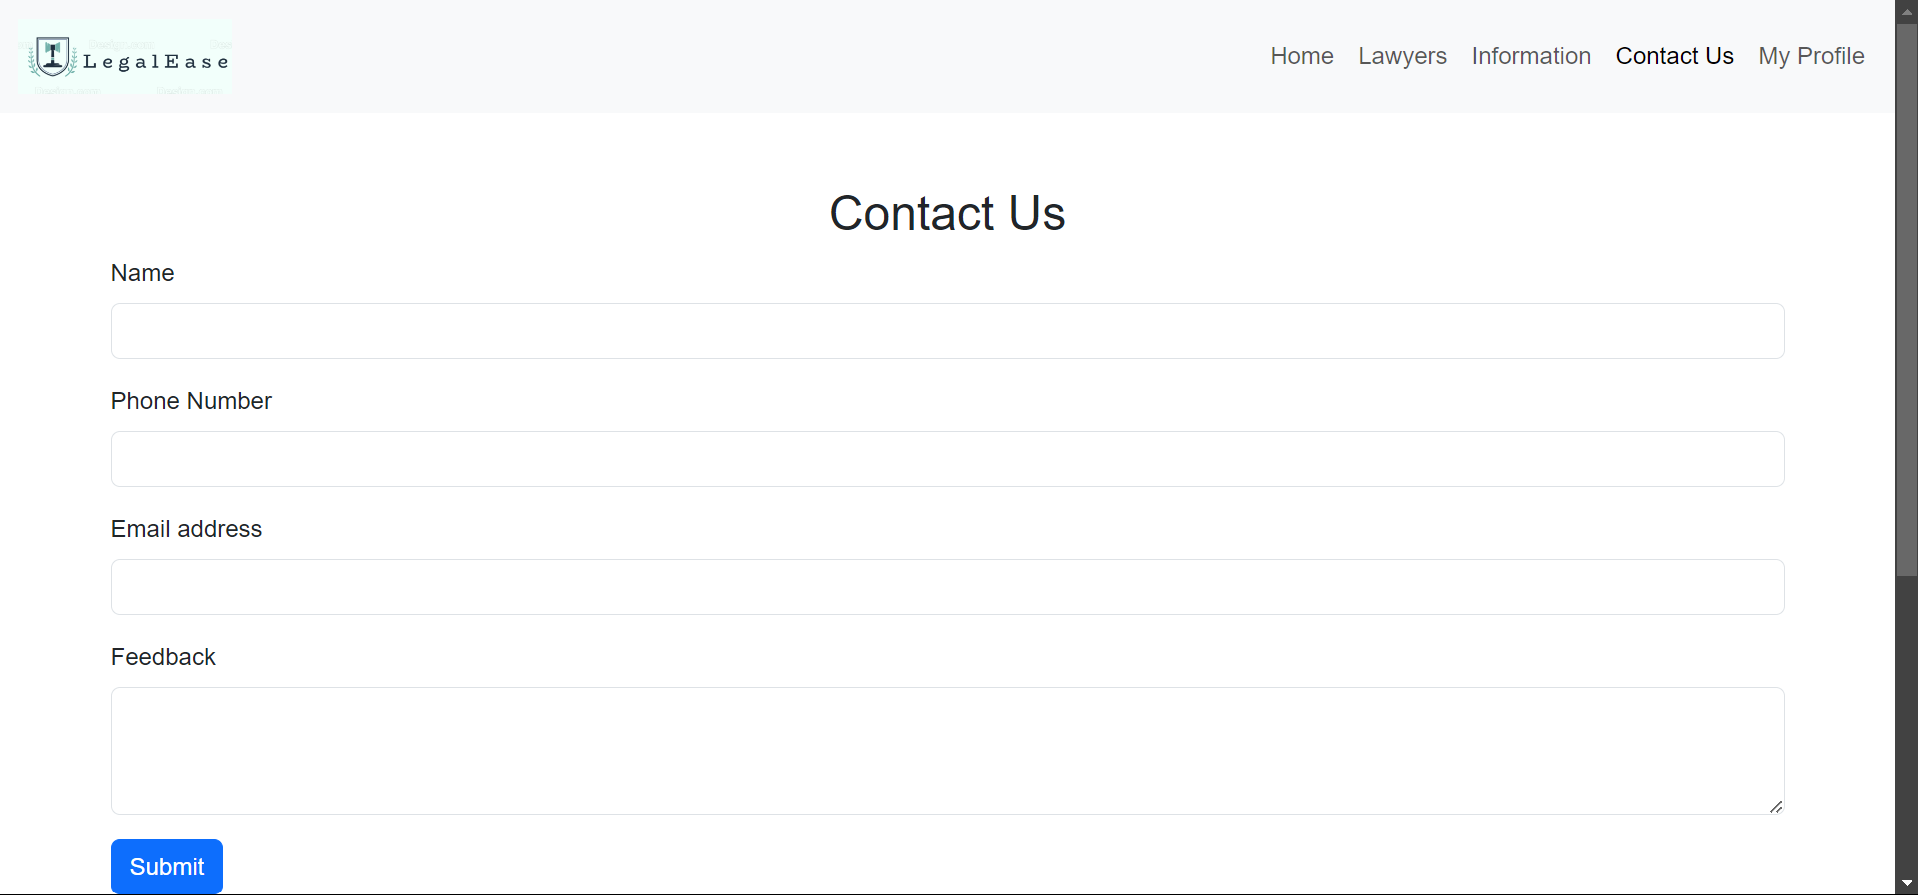 LegalEase
Home Lawyers Information Contact Us My Profile
Contact Us
Name
Phone Number
Email address
Feedback
Submit